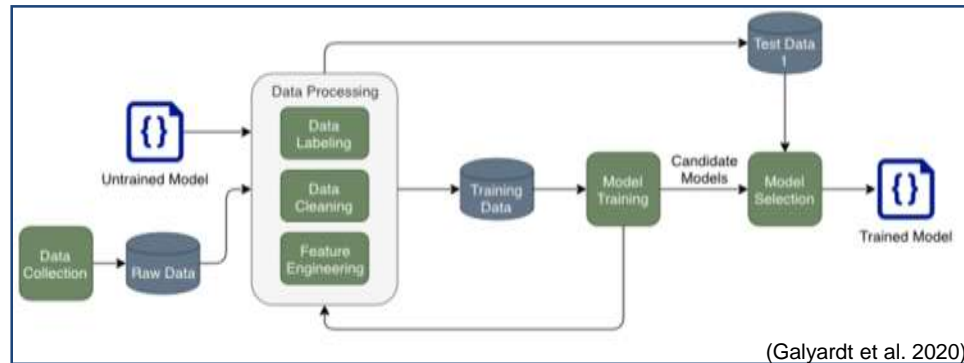 Test Data
1
Data Processing
Data
Labeling
{}
Untrained Model
Data
Cleaning
Training
Data
Model
Training
Candidate
Models
Model
Selection
{}
Trained Model
Data
Collection
Raw Data
Feature
Engineering
(Galyardt et al. 2020)